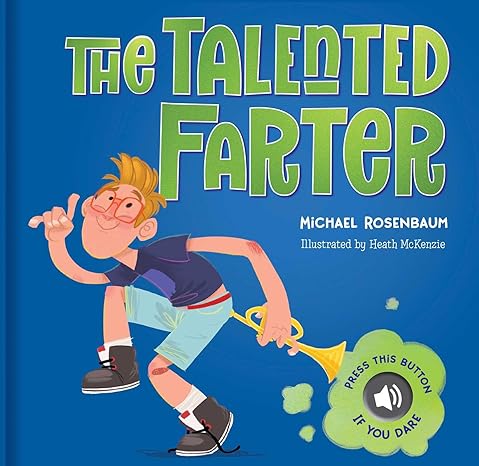 THE TALENTED
FARTER
MICHAEL ROSENBAUM
Illustrated by Heath McKenzie
PRESS THIS BUTTON
IF YOU DARE